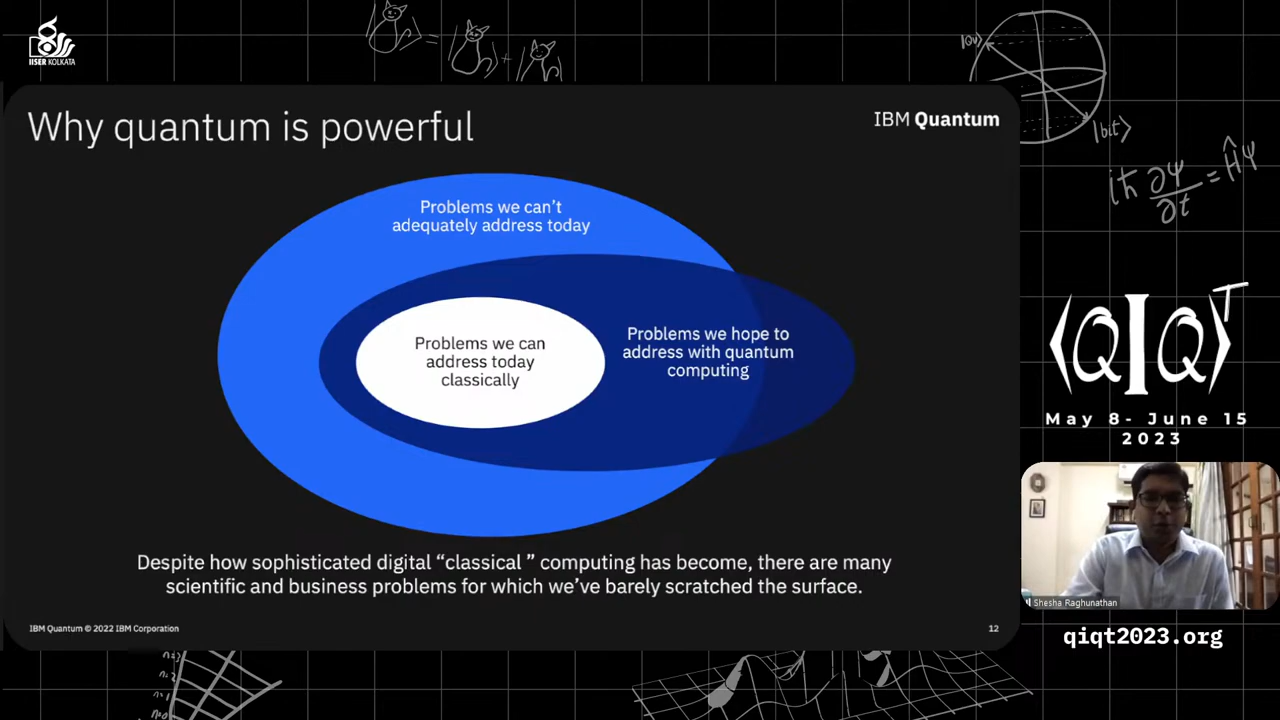 IISER KOLKATA
Why quantum is powerful
IBM Quantum
Problems we can't
adequately address today
Problems we can
address today
classically
Problems we hope to
address with quantum
computing
Despite how sophisticated digital “classical ” computing has become, there are many
scientific and business problems for which we've barely scratched the surface.
IBM Quantum © 2022 IBM Corporation
12
iħ ∂ψ/∂t = Ĥψ
⟨QIQ⟩ᵀ
May 8- June 15
2023
Shesha Raghunathan
qiqt2023.org
n=2
n=1
n=0